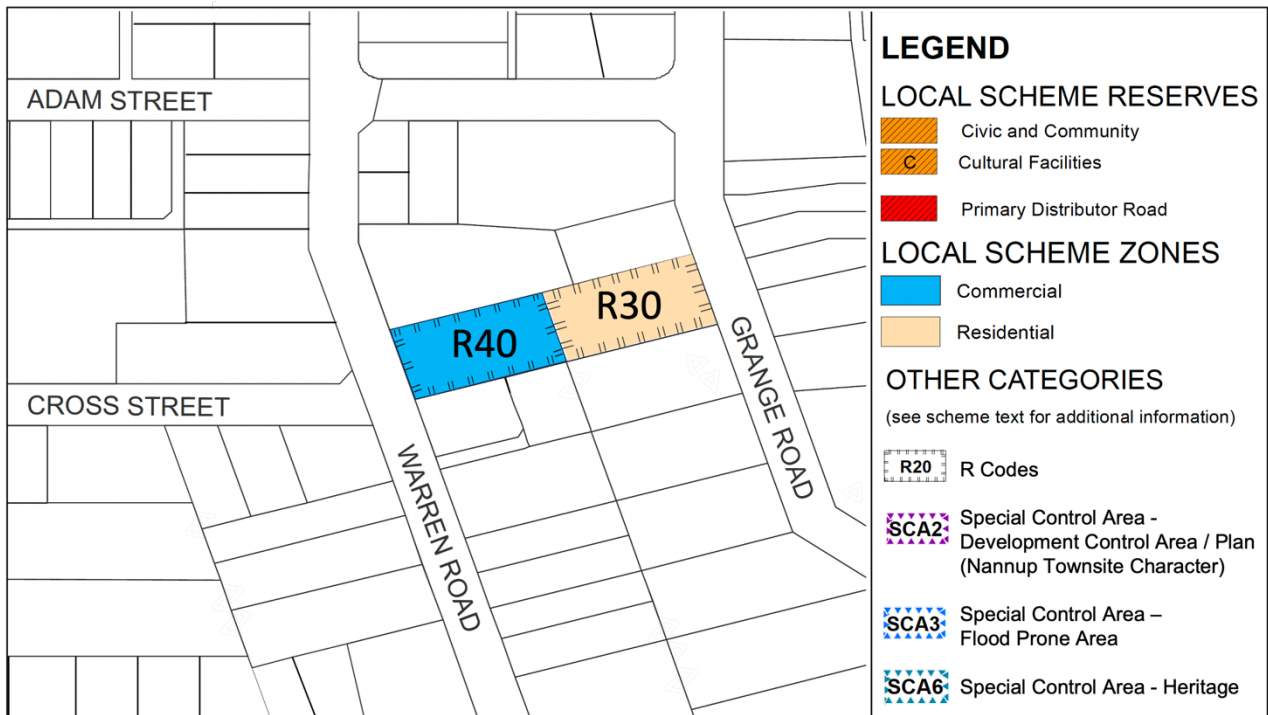 ADAM STREET
CROSS STREET
WARREN ROAD
GRANGE ROAD
R40
R30
LEGEND
LOCAL SCHEME RESERVES
Civic and Community
C Cultural Facilities
Primary Distributor Road
LOCAL SCHEME ZONES
Commercial
Residential
OTHER CATEGORIES
(see scheme text for additional information)
R20 R Codes
SCA2 Special Control Area -
Development Control Area / Plan
(Nannup Townsite Character)
SCA3 Special Control Area –
Flood Prone Area
SCA6 Special Control Area - Heritage